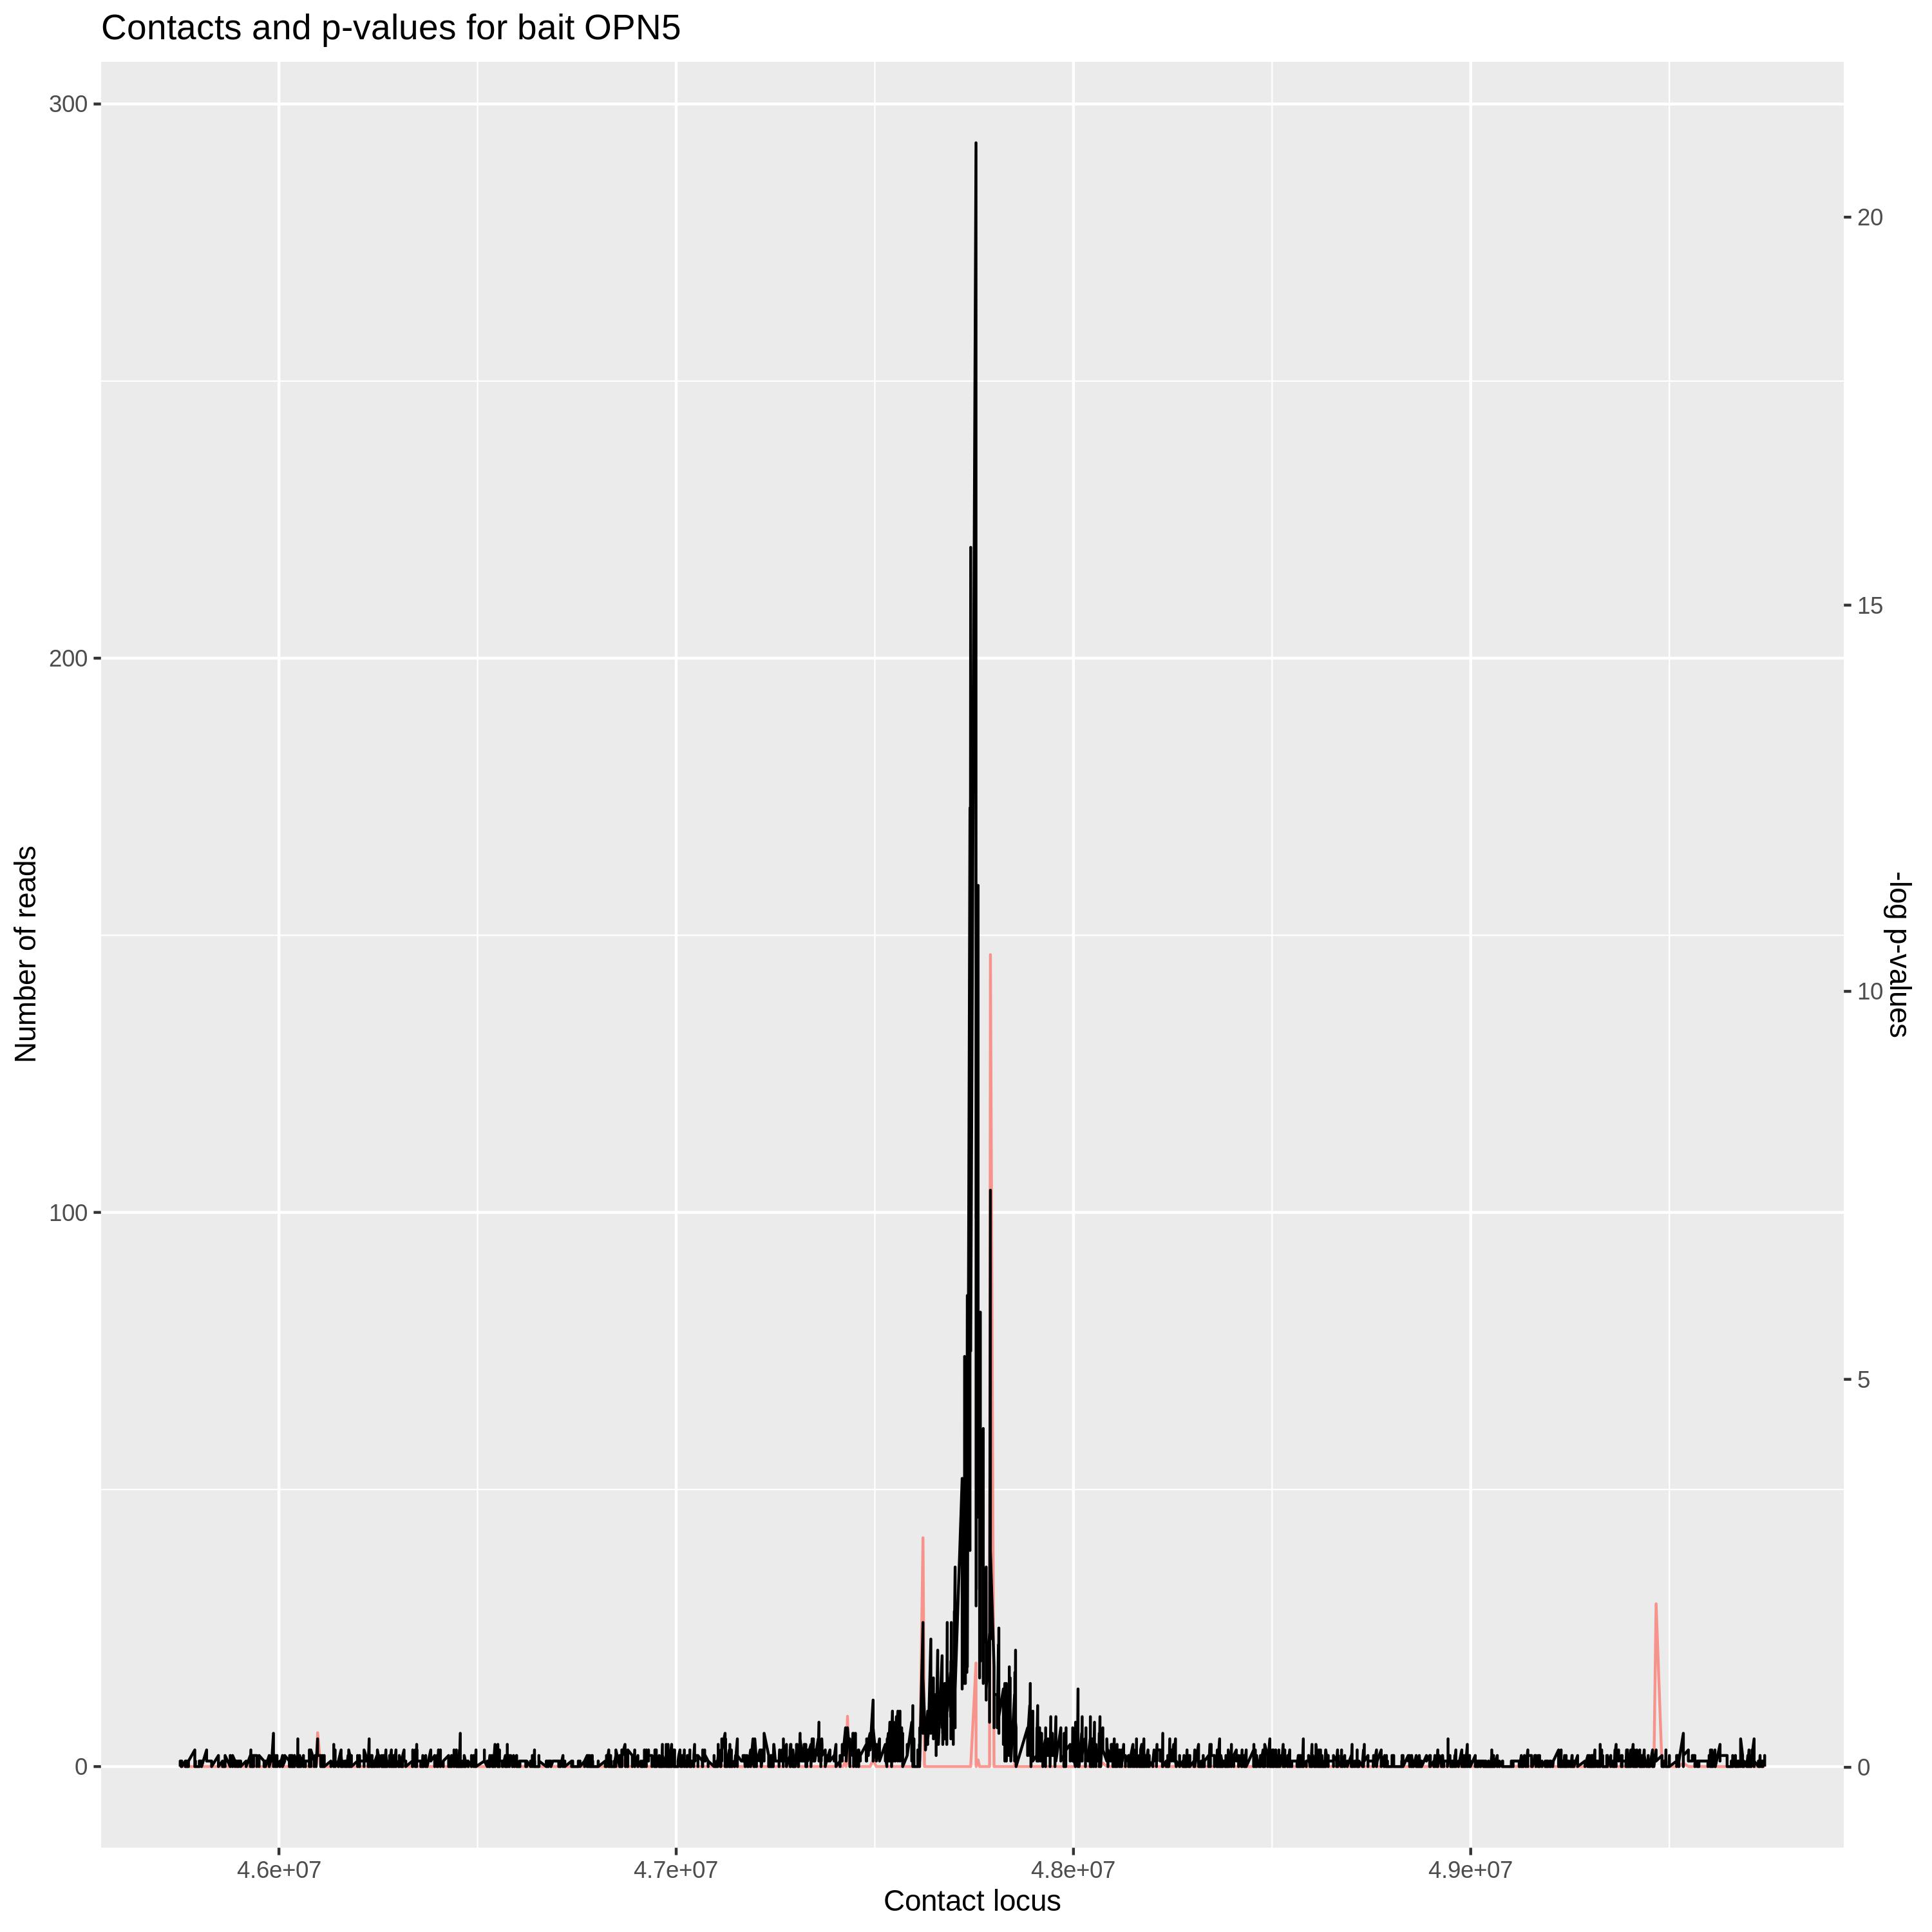 Contacts and p-values for bait OPN5
300
200
100
0
Number of reads
20
15
10
5
0
-log p-values
4.6e+07
4.7e+07
4.8e+07
4.9e+07
Contact locus